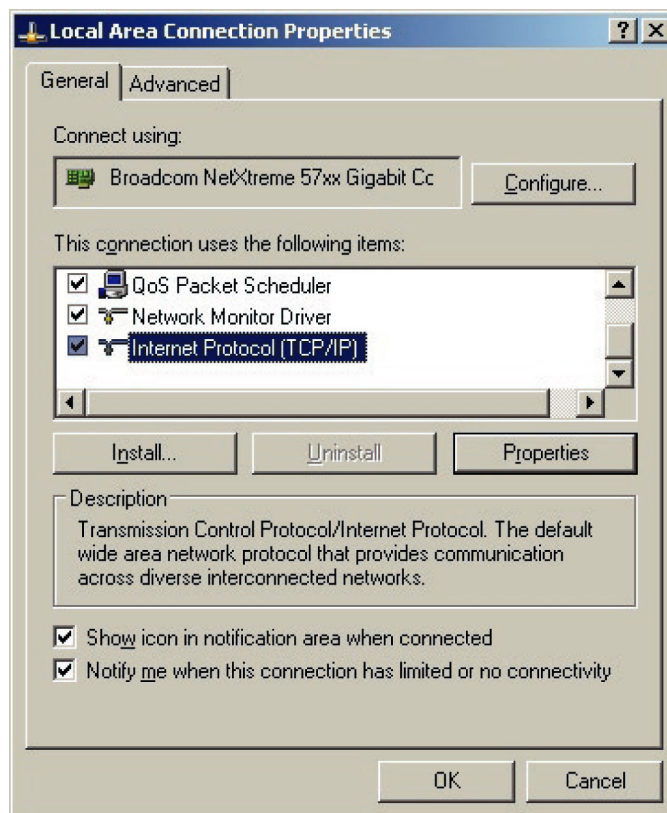 Local Area Connection Properties
General Advanced
Connect using:
Broadcom NetXtreme 57xx Gigabit Cc
Configure...
This connection uses the following items:
QoS Packet Scheduler
Network Monitor Driver
Internet Protocol (TCP/IP)
Install... Uninstall Properties
Description
Transmission Control Protocol/Internet Protocol. The default
wide area network protocol that provides communication
across diverse interconnected networks.
Show icon in notification area when connected
Notify me when this connection has limited or no connectivity
OK Cancel